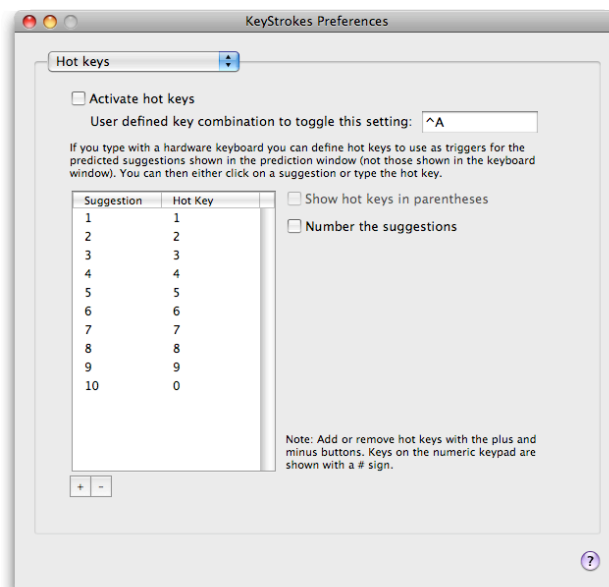 KeyStrokes Preferences
Hot keys
Activate hot keys
User defined key combination to toggle this setting: ^A
If you type with a hardware keyboard you can define hot keys to use as triggers for the
predicted suggestions shown in the prediction window (not those shown in the keyboard
window). You can then either click on a suggestion or type the hot key.
Suggestion Hot Key
1 1
2 2
3 3
4 4
5 5
6 6
7 7
8 8
9 9
10 0
Show hot keys in parentheses
Number the suggestions
Note: Add or remove hot keys with the plus and
minus buttons. Keys on the numeric keypad are
shown with a # sign.
+ -
?